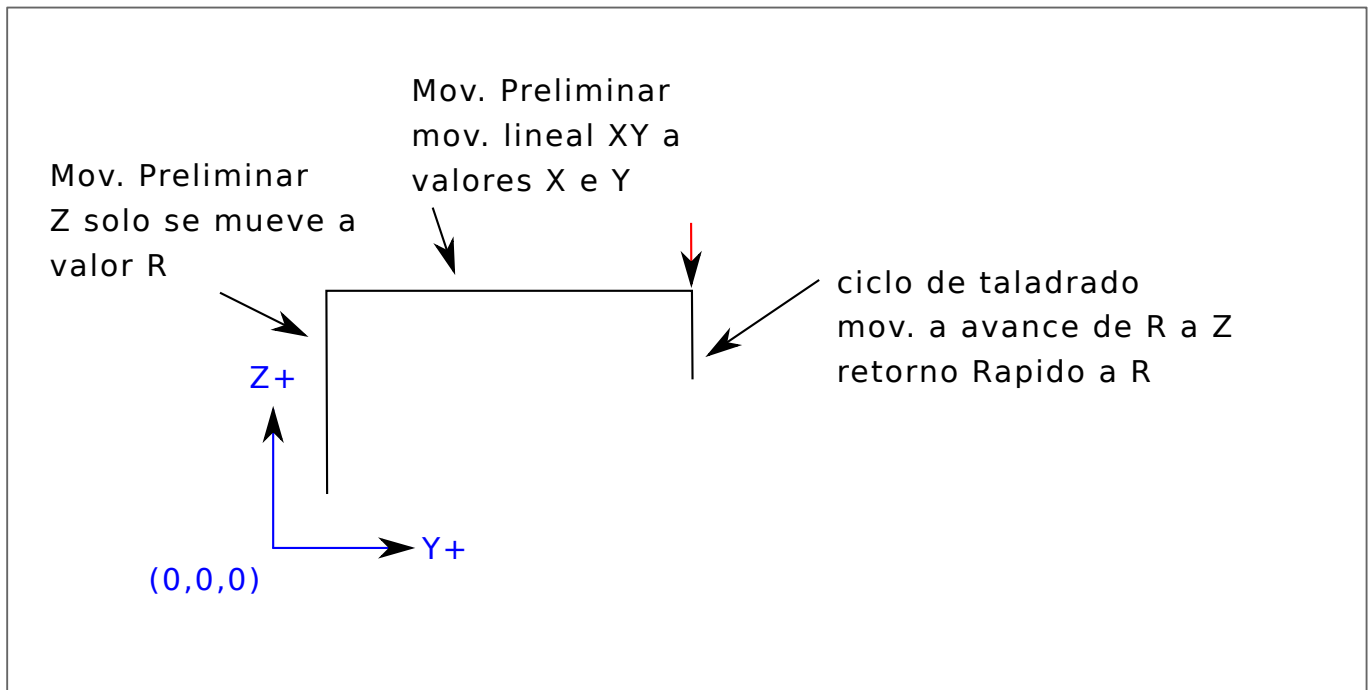 Mov. Preliminar
mov. lineal XY a
valores X e Y
Mov. Preliminar
Z solo se mueve a
valor R
ciclo de taladrado
mov. a avance de R a Z
retorno Rapido a R
Z+
Y+
(0,0,0)